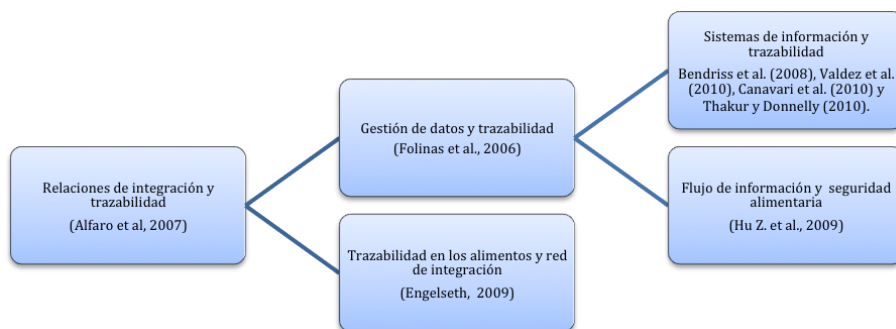 Relaciones de integración y
trazabilidad
(Alfaro et al, 2007)
Gestión de datos y trazabilidad
(Folinas et al., 2006)
Trazabilidad en los alimentos y red
de integración
(Engelseth, 2009)
Sistemas de información y
trazabilidad
Bendriss et al. (2008), Valdez et al.
(2010), Canavari et al. (2010) y
Thakur y Donnelly (2010).
Flujo de información y seguridad
alimentaria
(Hu Z. et al., 2009)